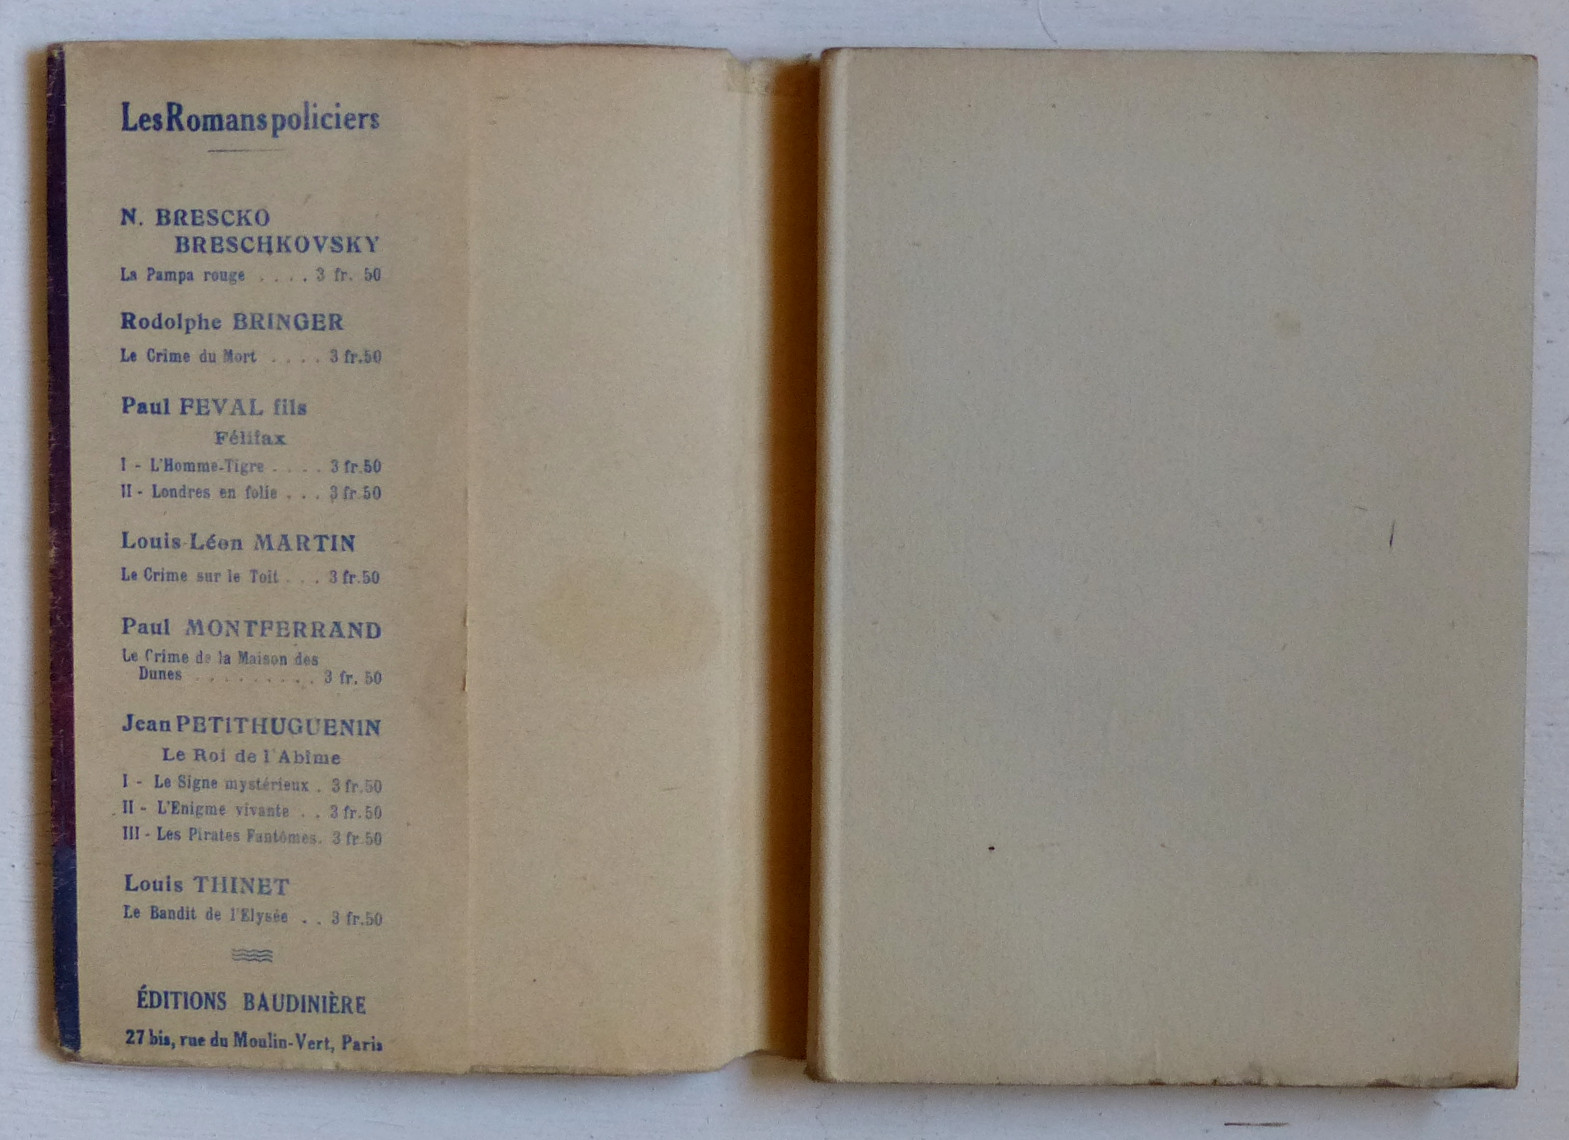 Les Romans policiers
N. BRESCKO
BRESCHKOVSKY
La Pampa rouge . . . . 3 fr. 50
Rodolphe BRINGER
Le Crime du Mort . . . . 3 fr. 50
Paul FEVAL fils
Félifax
I - L'Homme-Tigre . . . . 3 fr. 50
II - Londres en folie . . . 3 fr. 50
Louis-Léon MARTIN
Le Crime sur le Toit . . . 3 fr. 50
Paul MONTFERRAND
Le Crime de la Maison des
Dunes . . . . . . . . . 3 fr. 50
Jean PETITHUGUENIN
Le Roi de l'Abîme
I - Le Signe mystérieux . 3 fr. 50
II - L'Enigme vivante . . 3 fr. 50
III - Les Pirates Fantômes. 3 fr. 50
Louis THINET
Le Bandit de l'Elysée . . 3 fr. 50
ÉDITIONS BAUDINIÈRE
27 bis, rue du Moulin-Vert, Paris